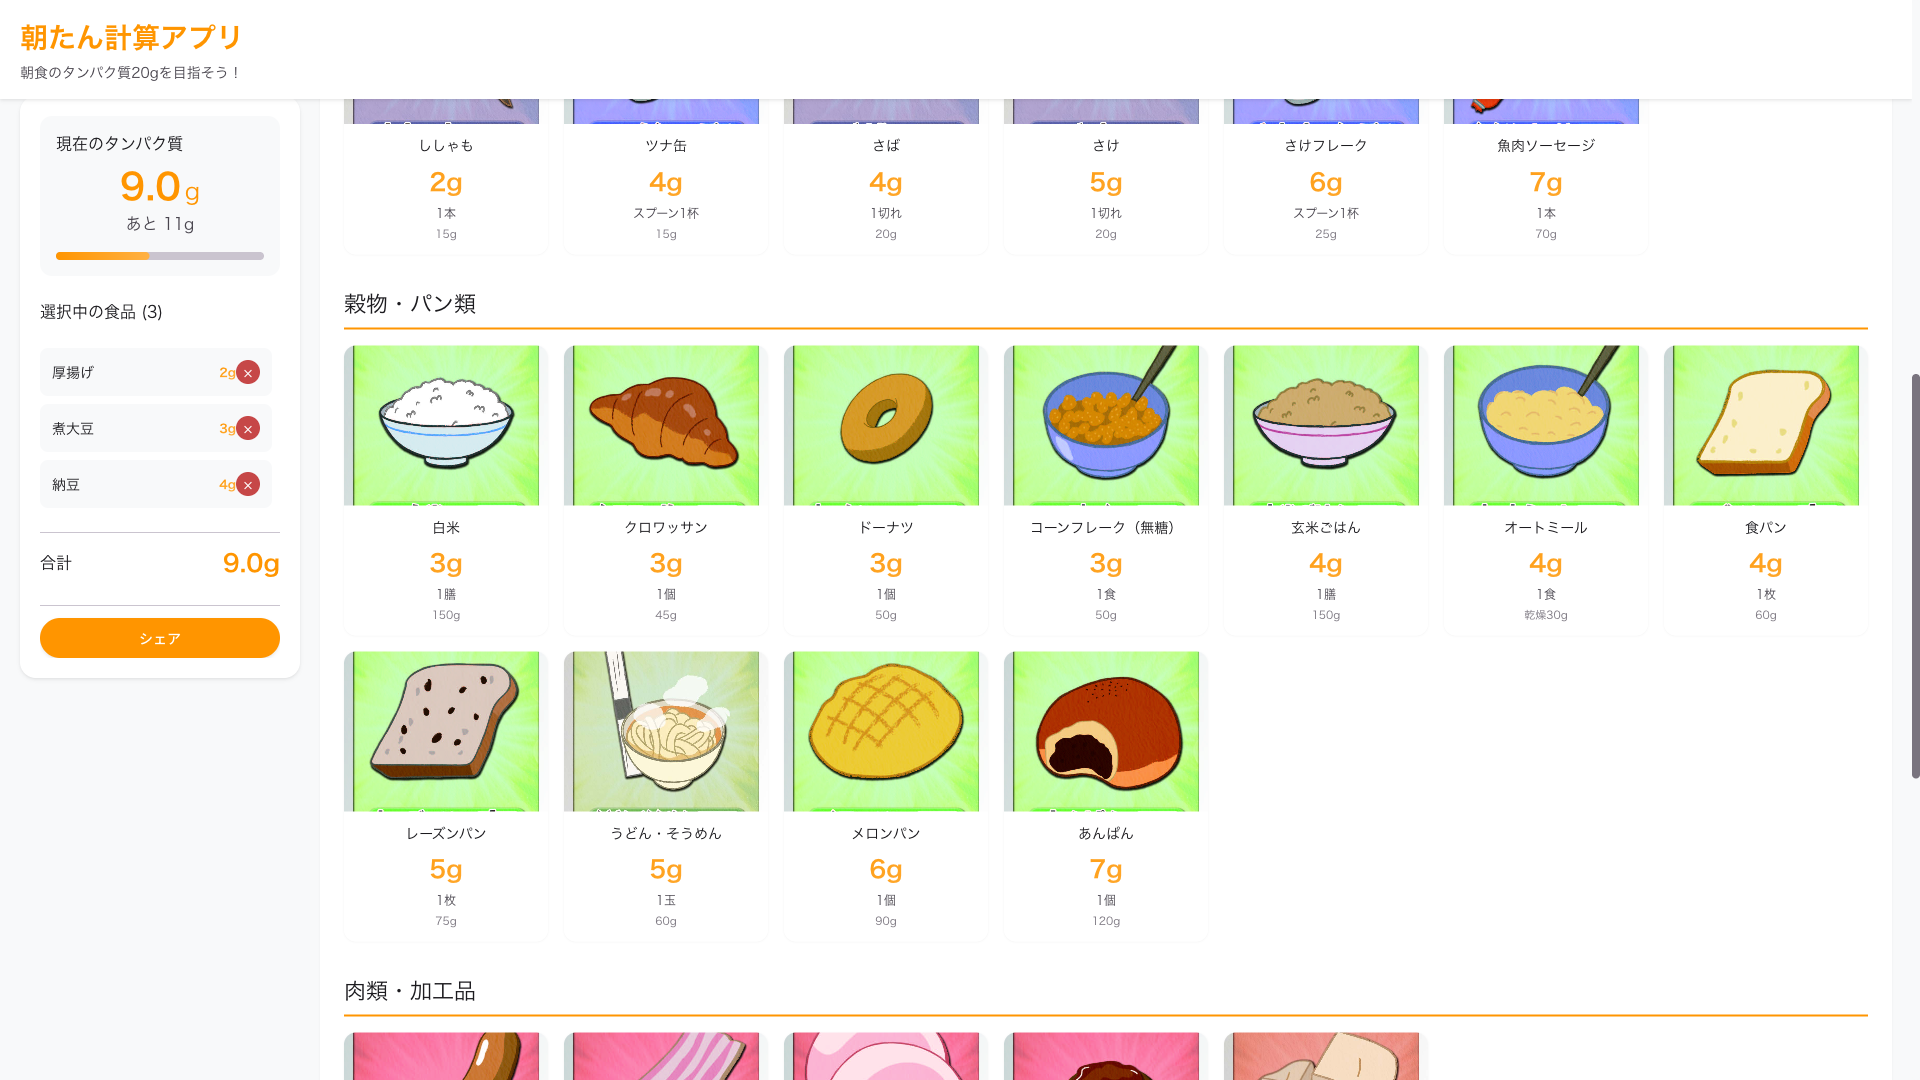 朝たん計算アプリ
朝食のタンパク質20gを目指そう！
現在のタンパク質
9.0g
あと 11g
選択中の食品 (3)
厚揚げ 2g ×
煮大豆 3g ×
納豆 4g ×
合計 9.0g
シェア
ししゃも
2g
1本
15g
ツナ缶
4g
スプーン1杯
15g
さば
4g
1切れ
20g
さけ
5g
1切れ
20g
さけフレーク
6g
スプーン1杯
25g
魚肉ソーセージ
7g
1本
70g
穀物・パン類
白米
3g
1膳
150g
クロワッサン
3g
1個
45g
ドーナツ
3g
1個
50g
コーンフレーク（無糖）
3g
1食
50g
玄米ごはん
4g
1膳
150g
オートミール
4g
1食
乾燥30g
食パン
4g
1枚
60g
レーズンパン
5g
1枚
75g
うどん・そうめん
5g
1玉
60g
メロンパン
6g
1個
90g
あんぱん
7g
1個
120g
肉類・加工品